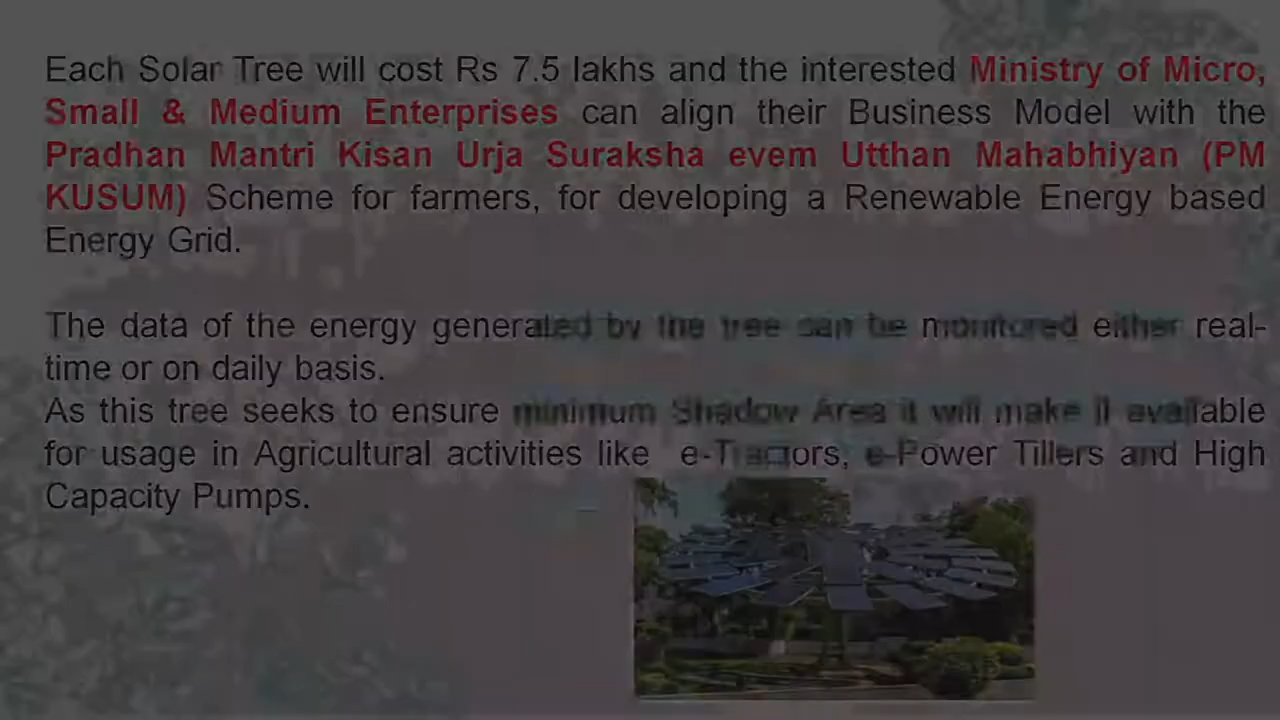 Each Solar Tree will cost Rs 7.5 lakhs and the interested Ministry of Micro,
Small & Medium Enterprises can align their Business Model with the
Pradhan Mantri Kisan Urja Suraksha evem Utthan Mahabhiyan (PM
KUSUM) Scheme for farmers, for developing a Renewable Energy based
Energy Grid.
The data of the energy generated by the tree can be monitored either real-
time or on daily basis.
As this tree seeks to ensure minimum Shadow Area it will make it available
for usage in Agricultural activities like e-Tractors, e-Power Tillers and High
Capacity Pumps.